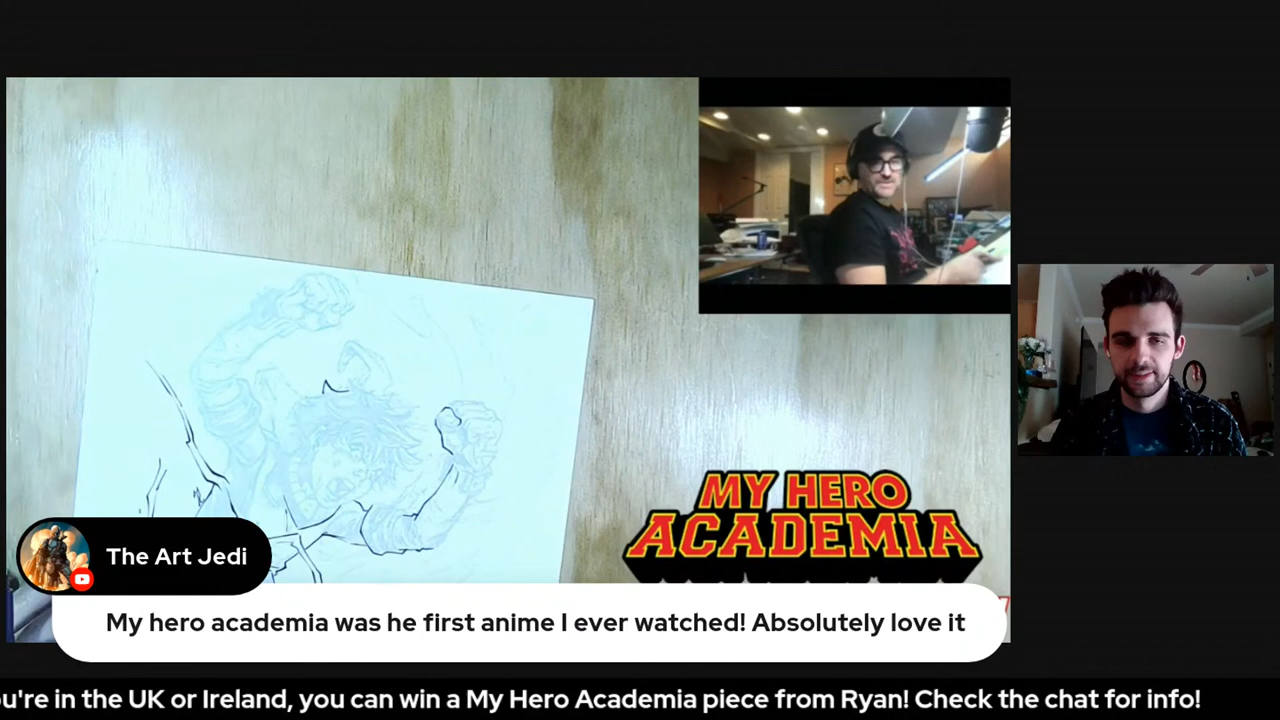 MY HERO
ACADEMIA
The Art Jedi
My hero academia was he first anime I ever watched! Absolutely love it
u're in the UK or Ireland, you can win a My Hero Academia piece from Ryan! Check the chat for info!